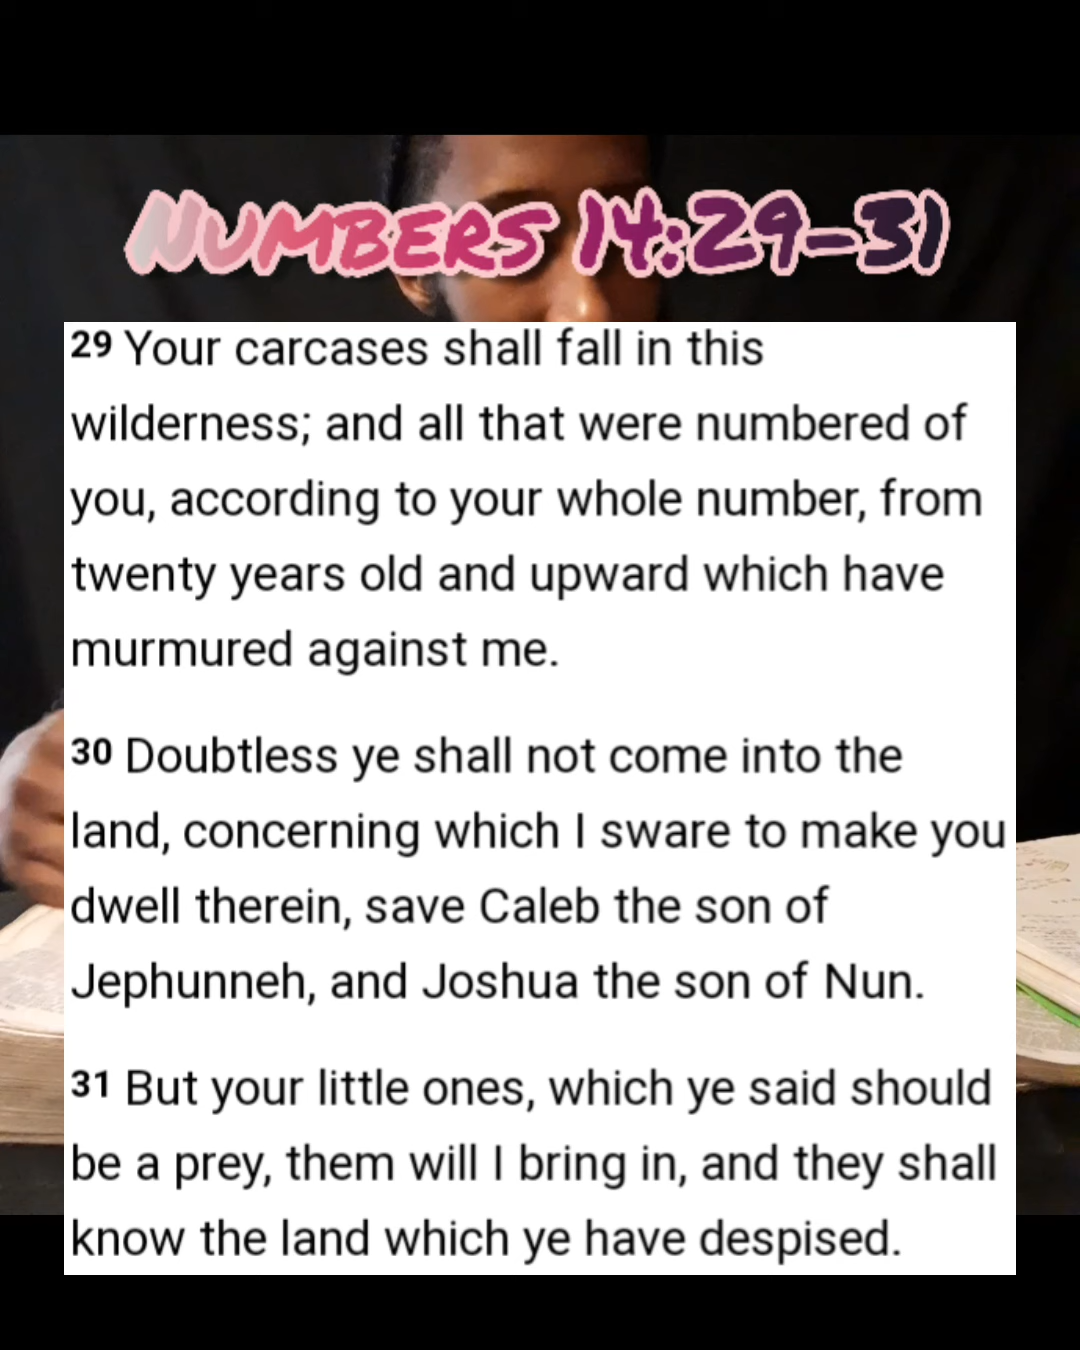 NUMBERS 14:29-31
29 Your carcases shall fall in this
wilderness; and all that were numbered of
you, according to your whole number, from
twenty years old and upward which have
murmured against me.
30 Doubtless ye shall not come into the
land, concerning which I sware to make you
dwell therein, save Caleb the son of
Jephunneh, and Joshua the son of Nun.
31 But your little ones, which ye said should
be a prey, them will I bring in, and they shall
know the land which ye have despised.